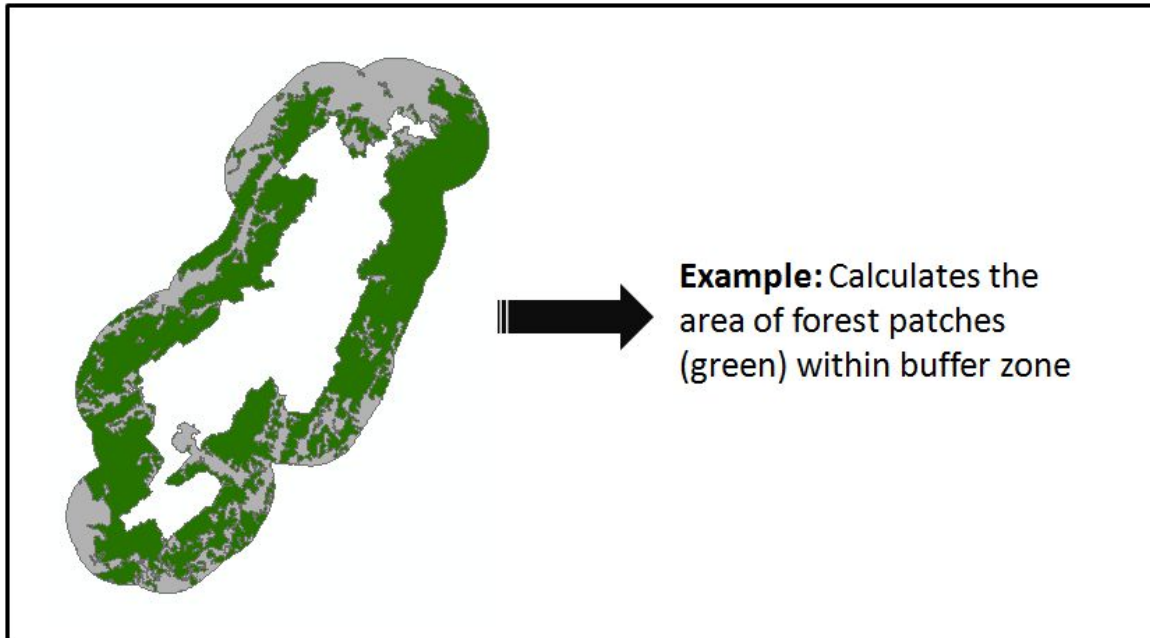 Example: Calculates the
area of forest patches
(green) within buffer zone